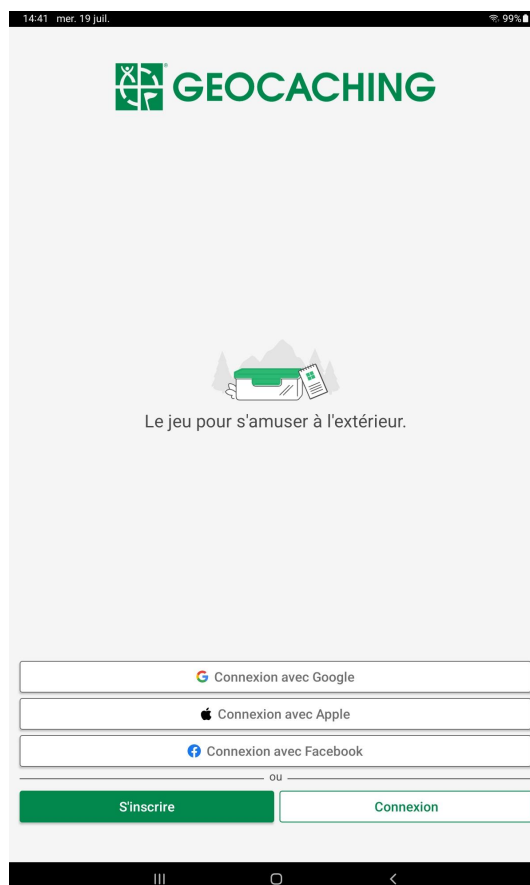 14:41 mer. 19 juil. 99%
GEOCACHING
Le jeu pour s'amuser à l'extérieur.
Connexion avec Google
Connexion avec Apple
Connexion avec Facebook
ou
S'inscrire Connexion